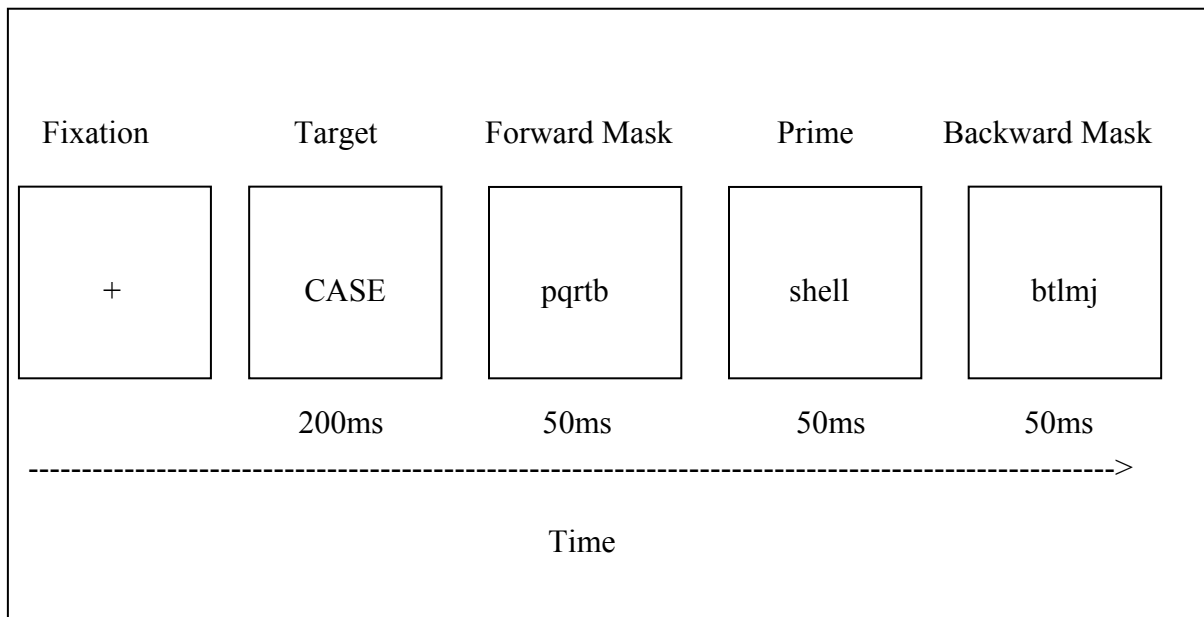 Fixation Target Forward Mask Prime Backward Mask
+ CASE pqrtb shell btlmj
200ms 50ms 50ms 50ms
------------------------------------------------------------------------------------------------------->
Time